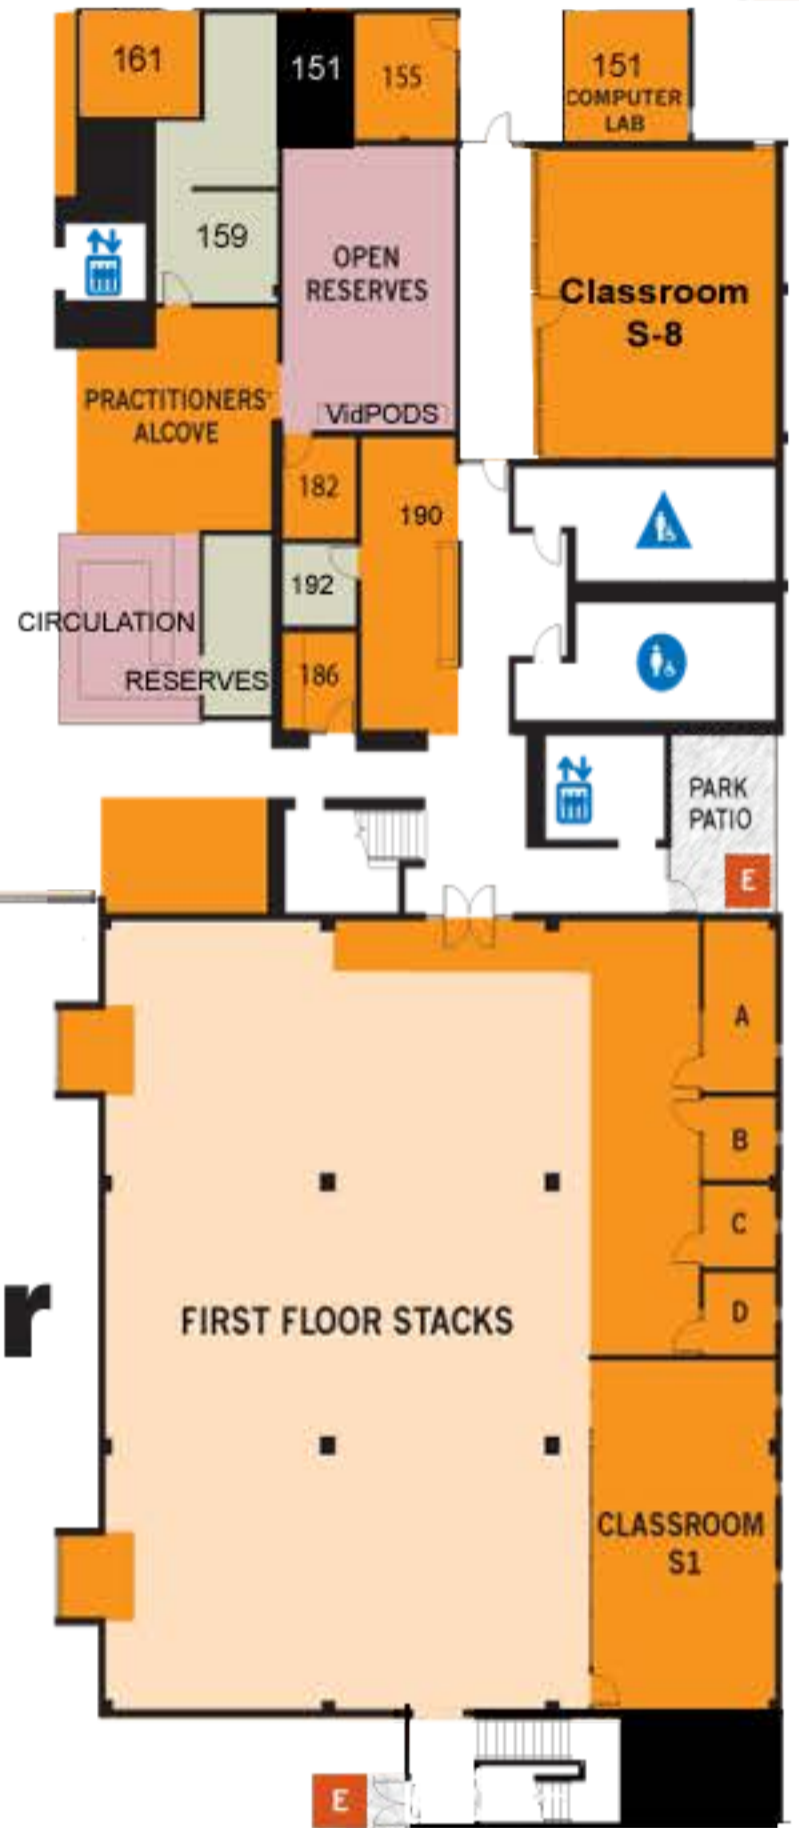 161
151
155
151
COMPUTER
LAB
159
OPEN
RESERVES
Classroom
S-8
PRACTITIONERS'
ALCOVE
VidPODS
182
190
192
CIRCULATION
RESERVES
186
PARK
PATIO
E
A
B
C
D
r
FIRST FLOOR STACKS
CLASSROOM
S1
E